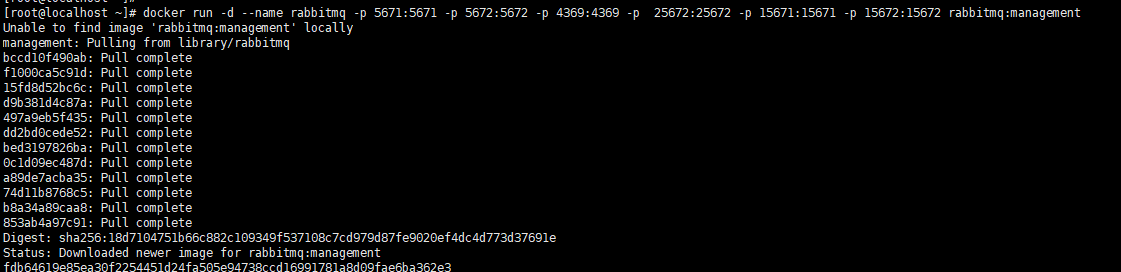 [root@localhost ~]# docker run -d --name rabbitmq -p 5671:5671 -p 5672:5672 -p 4369:4369 -p  25672:25672 -p 15671:15671 -p 15672:15672 rabbitmq:management
Unable to find image 'rabbitmq:management' locally
management: Pulling from library/rabbitmq
bccd10f490ab: Pull complete
f1000ca5c91d: Pull complete
15fd8d52bc6c: Pull complete
d9b381d4c87a: Pull complete
497a9eb5f435: Pull complete
dd2bd0cede52: Pull complete
bed3197826ba: Pull complete
0c1d09ec487d: Pull complete
a89de7acba35: Pull complete
74d11b8768c5: Pull complete
b8a34a89caa8: Pull complete
853ab4a97c91: Pull complete
Digest: sha256:18d7104751b66c882c109349f537108c7cd979d87fe9020ef4dc4d773d37691e
Status: Downloaded newer image for rabbitmq:management
fdb64619e85ea30f2254451d24fa505e94738ccd16991781a8d09fae6ba362e3